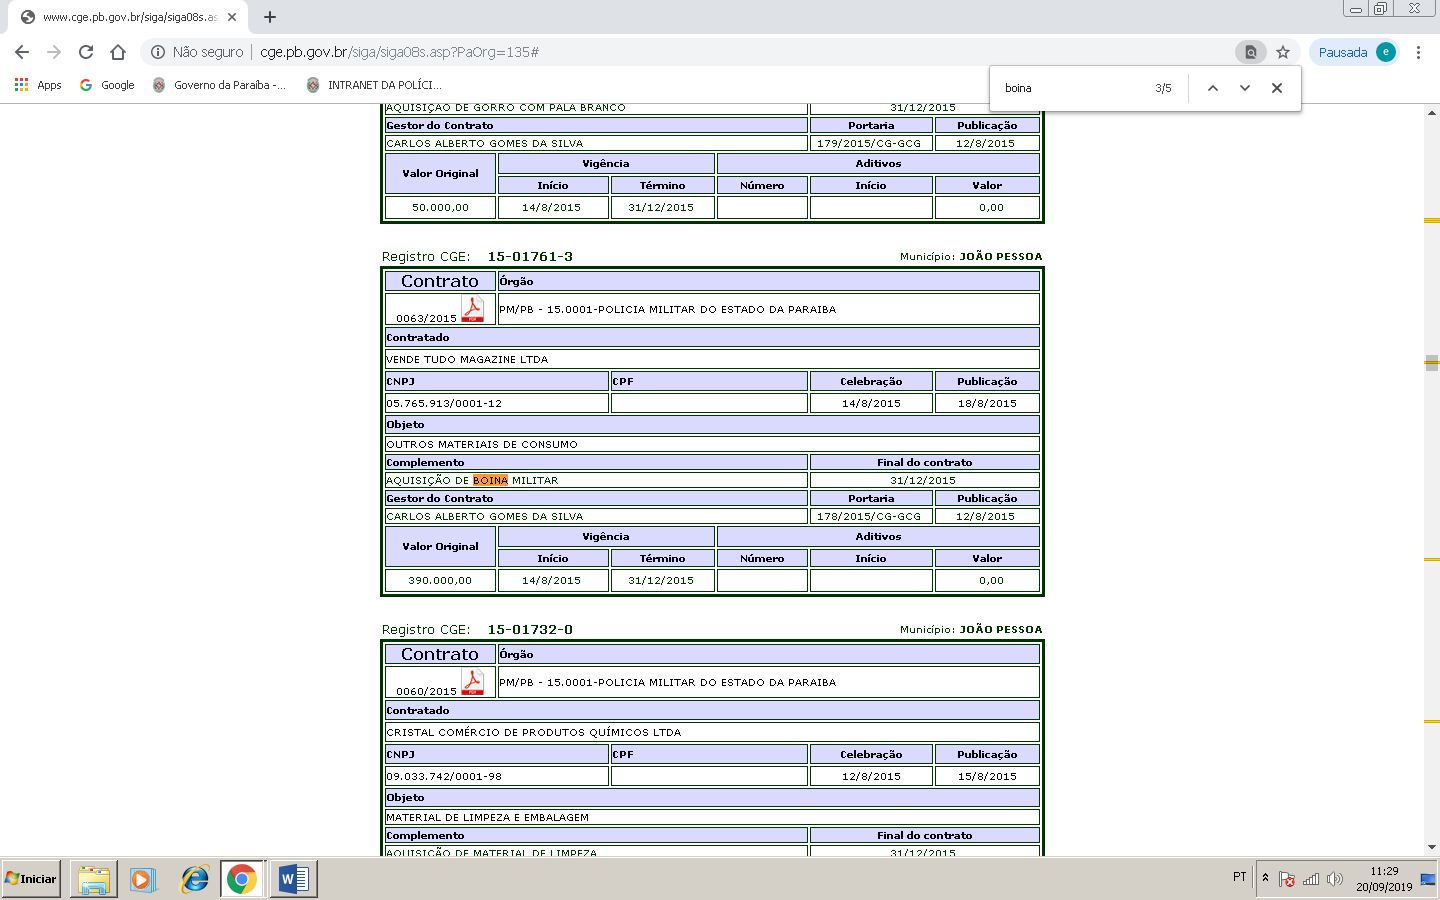 www.cge.pb.gov.br/siga/siga08s.as
Não seguro
cge.pb.gov.br/siga/siga08s.asp?PaOrg=135#
Pausada
e
Apps
Google
Governo da Paraíba -...
INTRANET DA POLÍCI...
boina
3/5
AQUISIÇÃO DE GORRO COM PALA BRANCO 31/12/2015
Gestor do Contrato Portaria Publicação
CARLOS ALBERTO GOMES DA SILVA 179/2015/CG-GCG 12/8/2015
Valor Original Vigência Aditivos
Início Término Número Início Valor
50.000,00 14/8/2015 31/12/2015 0,00
Registro CGE: 15-01761-3 Município: JOÃO PESSOA
Contrato Órgão
0063/2015 PM/PB - 15.0001-POLICIA MILITAR DO ESTADO DA PARAIBA
Contratado
VENDE TUDO MAGAZINE LTDA
CNPJ CPF Celebração Publicação
05.765.913/0001-12 14/8/2015 18/8/2015
Objeto
OUTROS MATERIAIS DE CONSUMO
Complemento Final do contrato
AQUISIÇÃO DE BOINA MILITAR 31/12/2015
Gestor do Contrato Portaria Publicação
CARLOS ALBERTO GOMES DA SILVA 178/2015/CG-GCG 12/8/2015
Valor Original Vigência Aditivos
Início Término Número Início Valor
390.000,00 14/8/2015 31/12/2015 0,00
Registro CGE: 15-01732-0 Município: JOÃO PESSOA
Contrato Órgão
0060/2015 PM/PB - 15.0001-POLICIA MILITAR DO ESTADO DA PARAIBA
Contratado
CRISTAL COMÉRCIO DE PRODUTOS QUÍMICOS LTDA
CNPJ CPF Celebração Publicação
09.033.742/0001-98 12/8/2015 15/8/2015
Objeto
MATERIAL DE LIMPEZA E EMBALAGEM
Complemento Final do contrato
AQUISIÇÃO DE MATERIAL DE LIMPEZA 31/12/2015
Iniciar
PT
11:29
20/09/2019